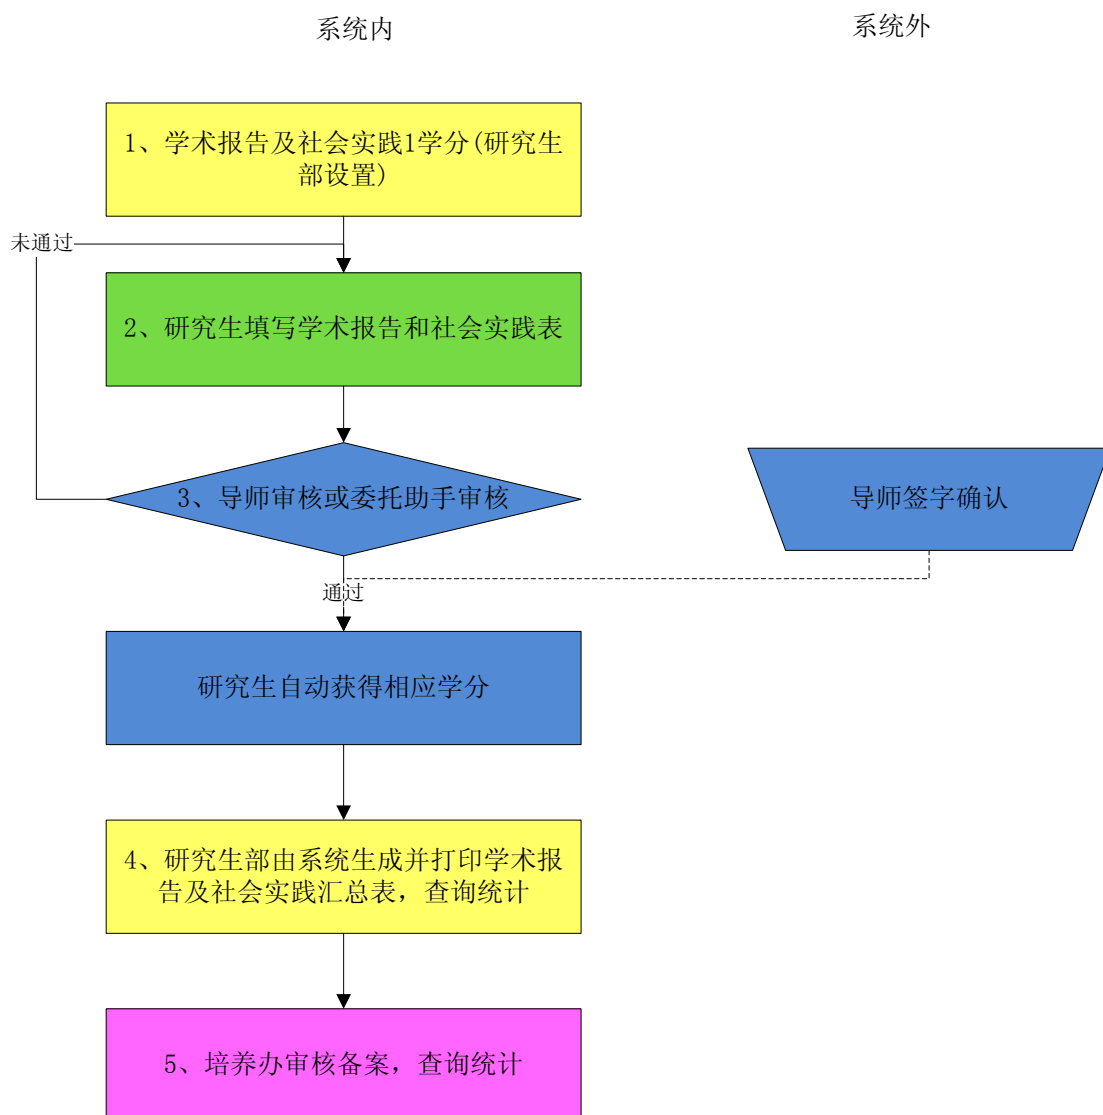 系统内
系统外
1、学术报告及社会实践1学分(研究生
部设置)
未通过
2、研究生填写学术报告和社会实践表
3、导师审核或委托助手审核
导师签字确认
通过
研究生自动获得相应学分
4、研究生部由系统生成并打印学术报
告及社会实践汇总表，查询统计
5、培养办审核备案，查询统计